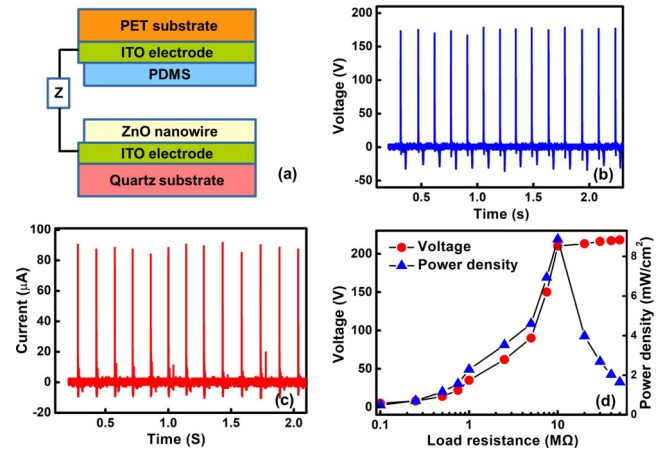 PET substrate
ITO electrode
PDMS
Z
ZnO nanowire
ITO electrode
Quartz substrate
(a)
200
150
100
50
0
-50
Voltage (V)
0.5 1.0 1.5 2.0
Time (s)
(b)
100
80
60
40
20
0
-20
Current (μA)
0.0 0.5 1.0 1.5 2.0
Time (S)
(c)
Voltage
Power density
200
150
100
50
0
Voltage (V)
8
6
4
2
0
Power density (mW/cm²)
0.1 1 10
Load resistance (MΩ)
(d)